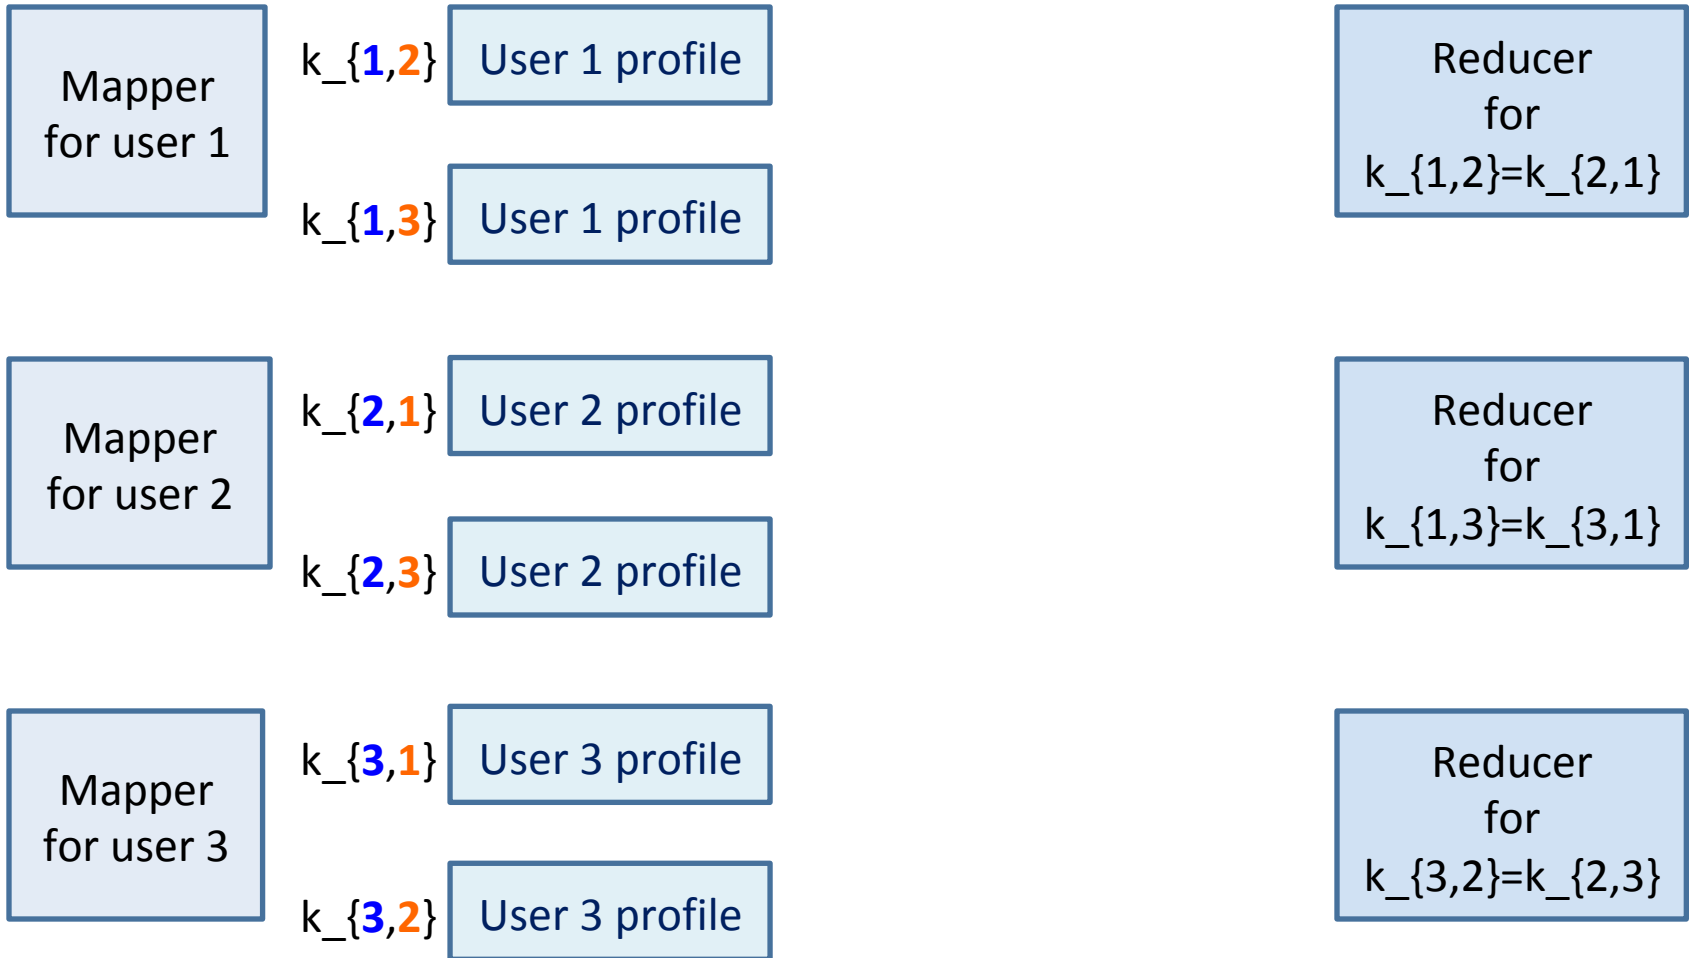 Mapper
for user 1
k_{1,2}
User 1 profile
k_{1,3}
User 1 profile
Reducer
for
k_{1,2}=k_{2,1}
Mapper
for user 2
k_{2,1}
User 2 profile
k_{2,3}
User 2 profile
Reducer
for
k_{1,3}=k_{3,1}
Mapper
for user 3
k_{3,1}
User 3 profile
k_{3,2}
User 3 profile
Reducer
for
k_{3,2}=k_{2,3}